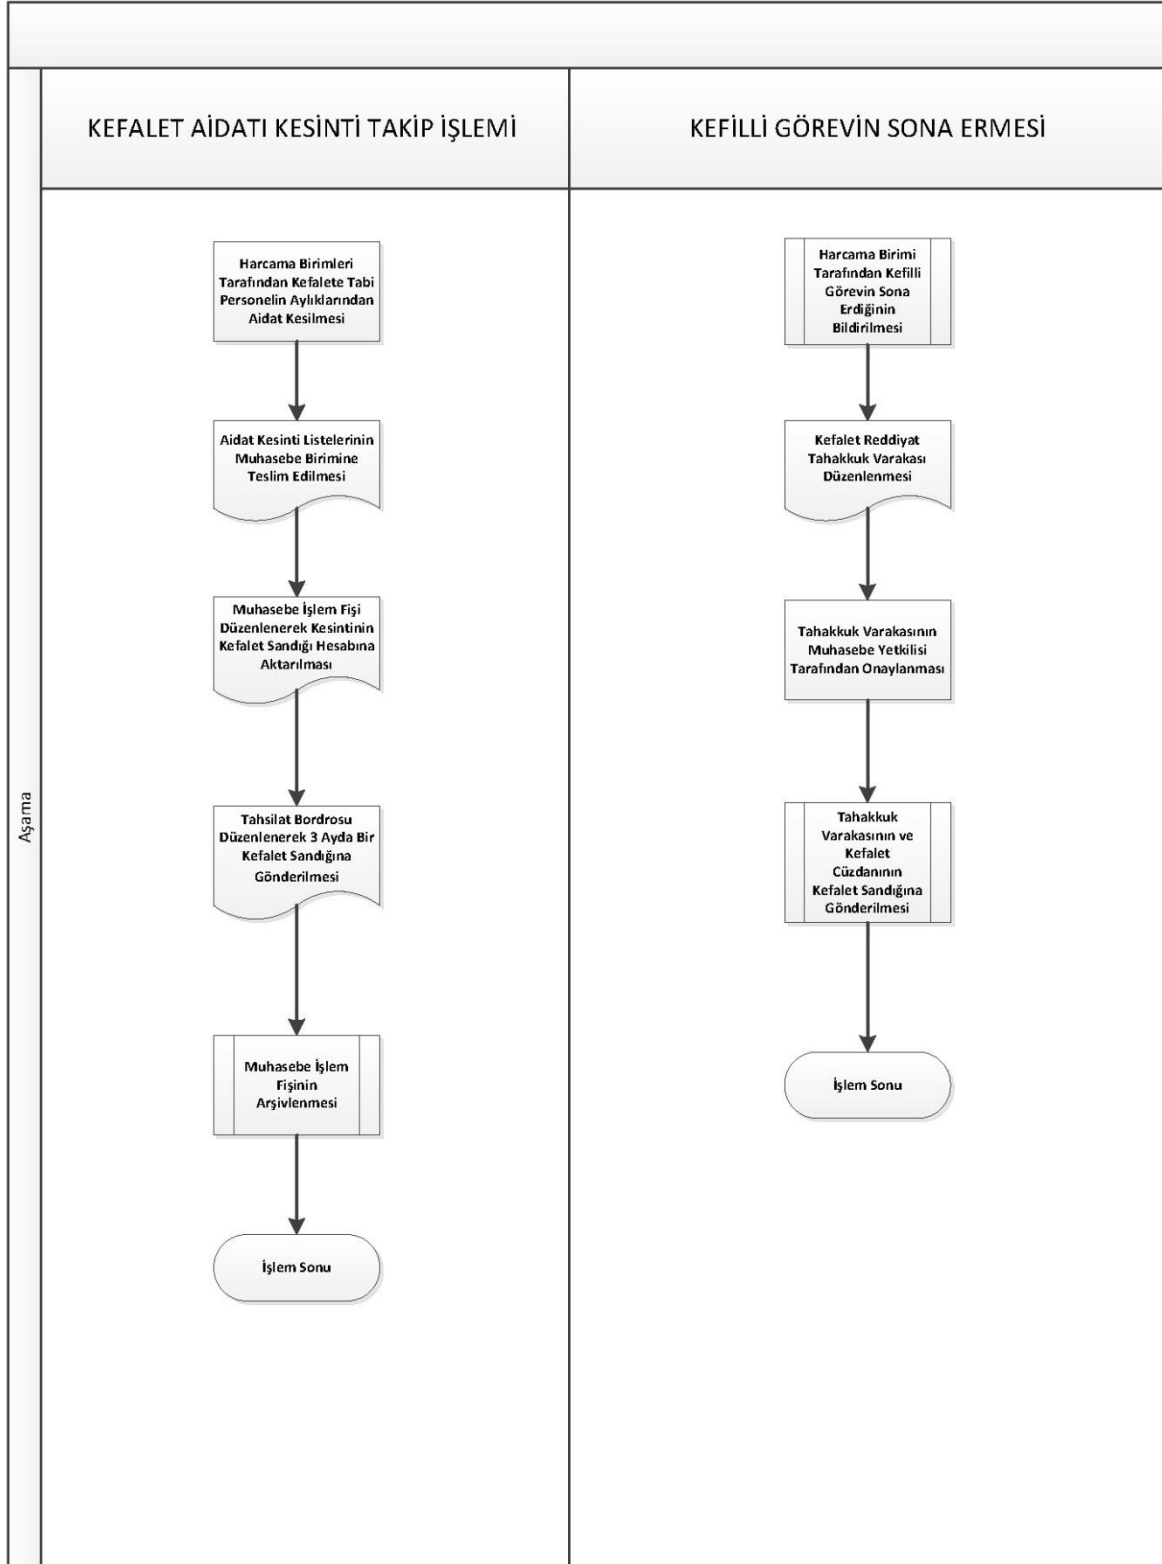 KEFALET AİDATI KESİNTİ TAKİP İŞLEMİ
KEFİLLİ GÖREVİN SONA ERMESİ
Aşama
Harcama Birimleri
Tarafından Kefalete Tabi
Personelin Aylıklarından
Aidat Kesilmesi
Aidat Kesinti Listelerinin
Muhasebe Birimine
Teslim Edilmesi
Muhasebe İşlem Fişi
Düzenlenerek Kesintinin
Kefalet Sandığı Hesabına
Aktarılması
Tahsilat Bordrosu
Düzenlenerek 3 Ayda Bir
Kefalet Sandığına
Gönderilmesi
Muhasebe İşlem
Fişinin
Arşivlenmesi
İşlem Sonu
Harcama Birimi
Tarafından Kefilli
Görevin Sona
Erdiğinin
Bildirilmesi
Kefalet Reddiyat
Tahakkuk Varakası
Düzenlenmesi
Tahakkuk Varakasının
Muhasebe Yetkilisi
Tarafından Onaylanması
Tahakkuk
Varakasının ve
Kefalet
Cüzdanının
Kefalet Sandığına
Gönderilmesi
İşlem Sonu